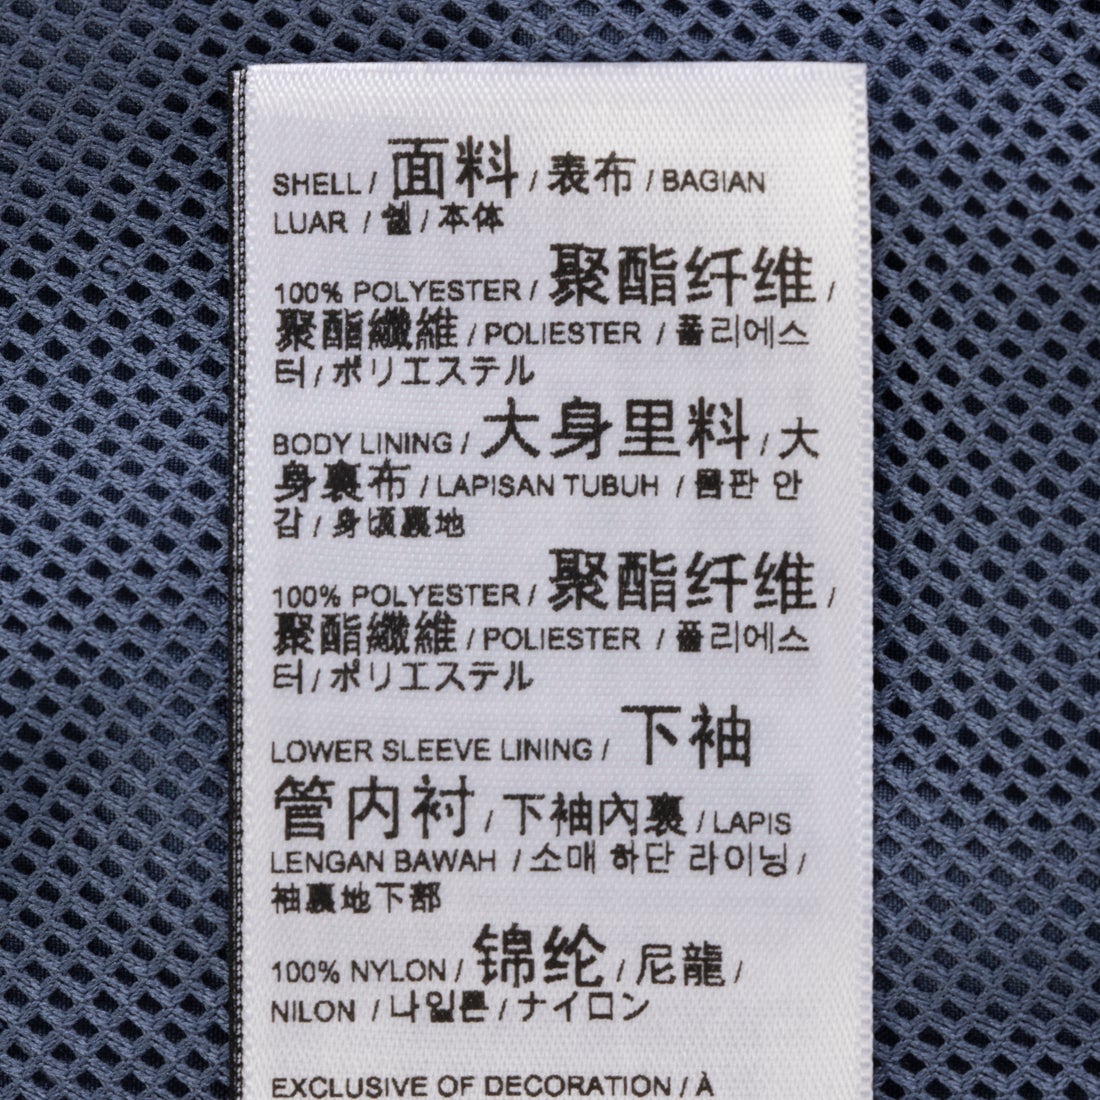 SHELL / 面料 / 表布 / BAGIAN
LUAR / 쉘 / 本体
100% POLYESTER / 聚酯纤维 /
聚酯纖維 / POLIESTER / 폴리에스
터 / ポリエステル
BODY LINING / 大身里料 / 大
身裏布 / LAPISAN TUBUH / 몸판 안
감 / 身頃裏地
100% POLYESTER / 聚酯纤维 /
聚酯纖維 / POLIESTER / 폴리에스
터 / ポリエステル
LOWER SLEEVE LINING / 下袖
管内衬 / 下袖內裏 / LAPIS
LENGAN BAWAH / 소매 하단 라이닝 /
袖裏地下部
100% NYLON / 锦纶 / 尼龍 /
NILON / 나일론 / ナイロン
EXCLUSIVE OF DECORATION / À